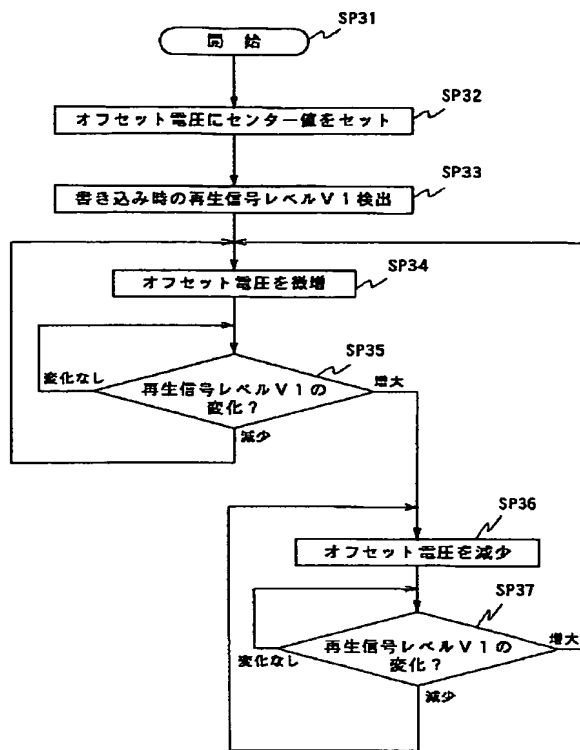 SP31
開 始
SP32
オフセット電圧にセンター値をセット
SP33
書き込み時の再生信号レベルV1検出
SP34
オフセット電圧を微増
SP35
変化なし
再生信号レベルV1の
変化?
増大
減少
SP36
オフセット電圧を減少
SP37
変化なし
再生信号レベルV1の
変化?
増大
減少